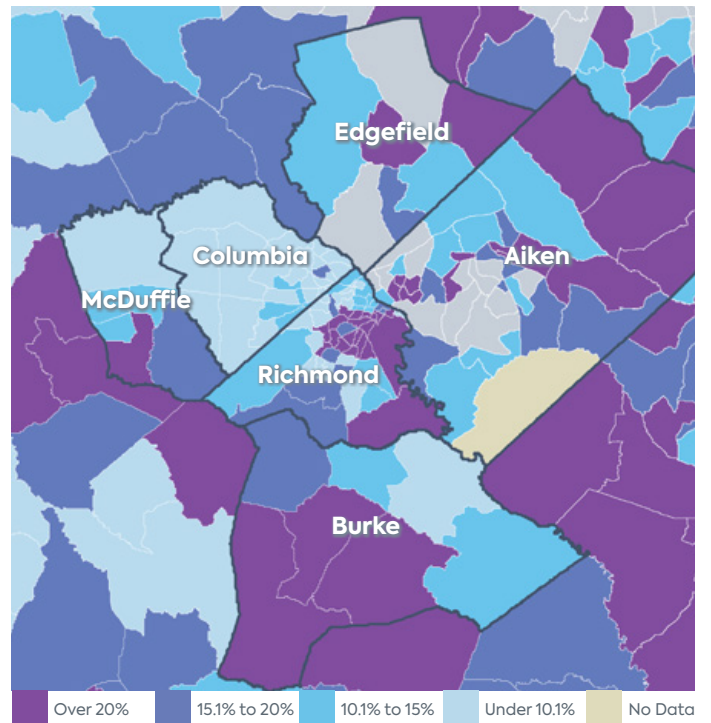 Edgefield
Columbia
Aiken
McDuffie
Richmond
Burke
Over 20% 15.1% to 20% 10.1% to 15% Under 10.1% No Data